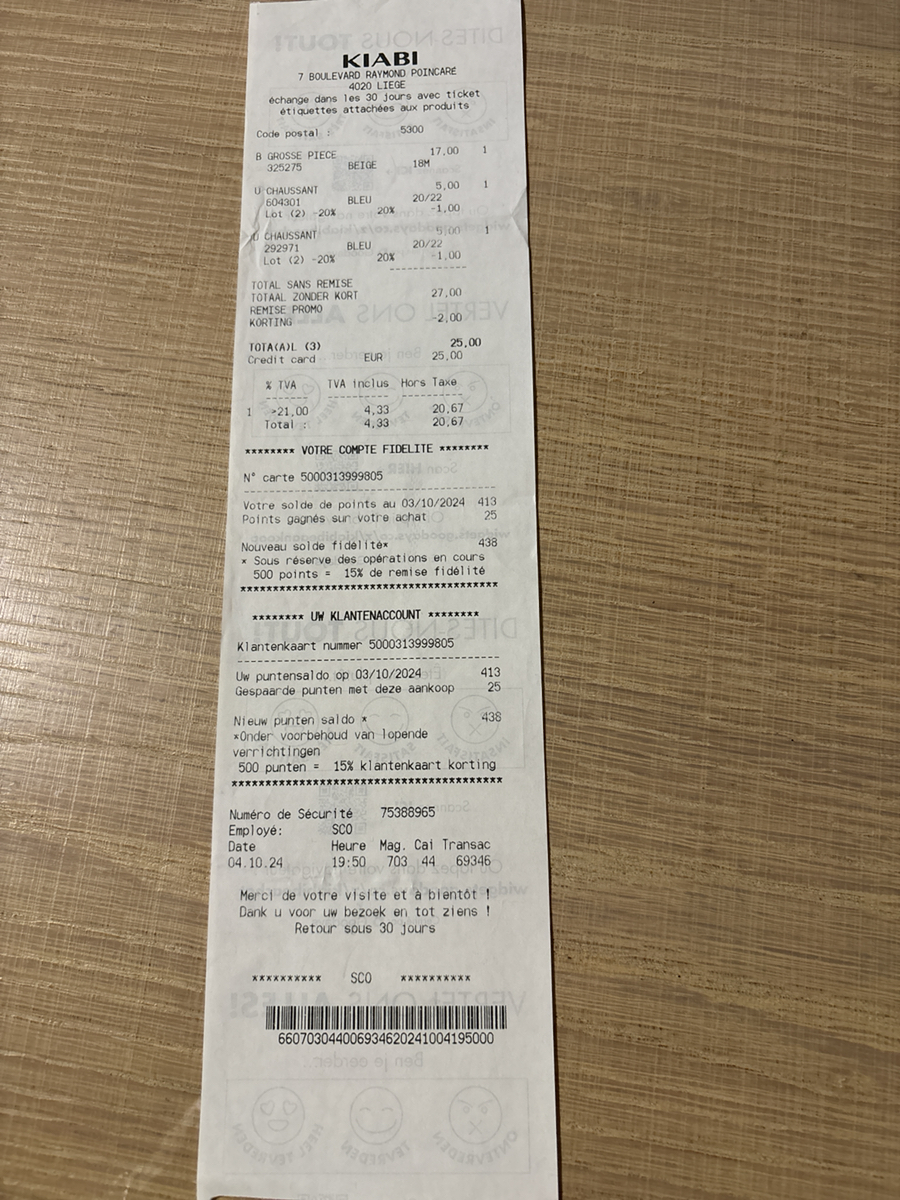 KIABI
7 BOULEVARD RAYMOND POINCARÉ
4020 LIEGE
échange dans les 30 jours avec ticket
étiquettes attachées aux produits
Code postal : 5300
B GROSSE PIECE 17,00 1
325275 BEIGE 18M
U CHAUSSANT 5,00 1
604301 BLEU 20/22
Lot (2) -20% 20% -1,00
U CHAUSSANT 5,00 1
292971 BLEU 20/22
Lot (2) -20% 20% -1,00
------------
TOTAL SANS REMISE
TOTAAL ZONDER KORT 27,00
REMISE PROMO
KORTING -2,00
TOTA(A)L (3) 25,00
Credit card EUR 25,00
% TVA TVA inclus Hors Taxe
1 >21,00 4,33 20,67
Total : 4,33 20,67
******** VOTRE COMPTE FIDELITE ********
N° carte 5000313999805
Votre solde de points au 03/10/2024 413
Points gagnés sur votre achat 25
Nouveau solde fidélité* 438
* Sous réserve des opérations en cours
500 points = 15% de remise fidélité
******************************************
******** UW KLANTENACCOUNT ********
Klantenkaart nummer 5000313999805
Uw puntensaldo op 03/10/2024 413
Gespaarde punten met deze aankoop 25
Nieuw punten saldo * 438
*Onder voorbehoud van lopende
verrichtingen
500 punten = 15% klantenkaart korting
******************************************
Numéro de Sécurité 75388965
Employé: SCO
Date Heure Mag. Cai Transac
04.10.24 19:50 703 44 69346
Merci de votre visite et à bientôt !
Dank u voor uw bezoek en tot ziens !
Retour sous 30 jours
********** SCO **********
6607030440069346202410041950​00